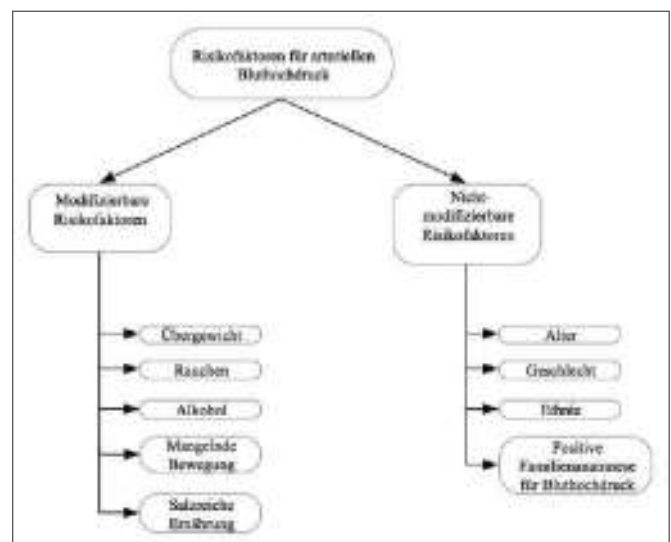 Risikofaktoren für arteriellen
Bluthochdruck
Modifizierbare
Risikofaktoren
Nicht-
modifizierbare
Risikofaktoren
Übergewicht
Rauchen
Alkohol
Mangelnde
Bewegung
Salzreiche
Ernährung
Alter
Geschlecht
Ethnie
Positive
Familienanamnese
für Bluthochdruck